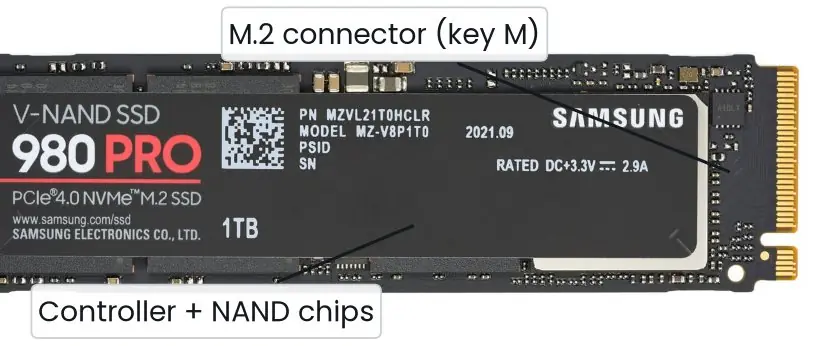 M.2 connector (key M)
V-NAND SSD
980 PRO
PCIe®4.0 NVMe™M.2 SSD
www.samsung.com/ssd
SAMSUNG ELECTRONICS CO., LTD.
PN MZVL21T0HCLR
MODEL MZ-V8P1T0
PSID
SN
2021.09
SAMSUNG
RATED DC+3.3V⎓ 2.9A
1TB
Controller + NAND chips